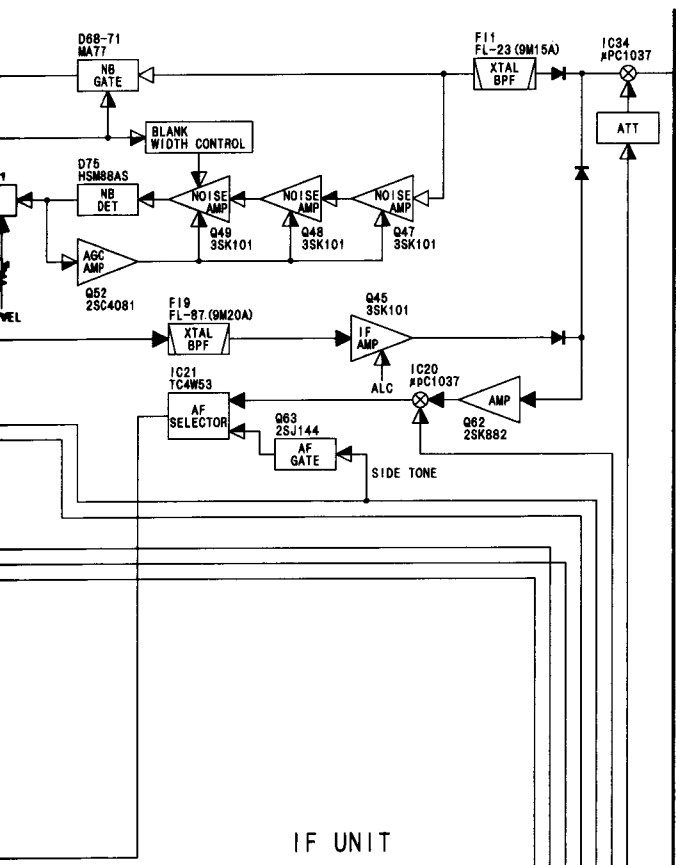 D68-71
MA77
NB
GATE
FI1
FL-23 (9M15A)
XTAL
BPF
IC34
µPC1037
ATT
BLANK
WIDTH CONTROL
D75
HSM88AS
NB
DET
NOISE
AMP
Q49
3SK101
NOISE
AMP
Q48
3SK101
NOISE
AMP
Q47
3SK101
AGC
AMP
Q52
2SC4081
VEL
FI9
FL-87.(9M20A)
XTAL
BPF
Q45
3SK101
IF
AMP
ALC
IC21
TC4W53
AF
SELECTOR
IC20
µPC1037
AMP
Q62
2SK882
Q63
2SJ144
AF
GATE
SIDE TONE
IF UNIT